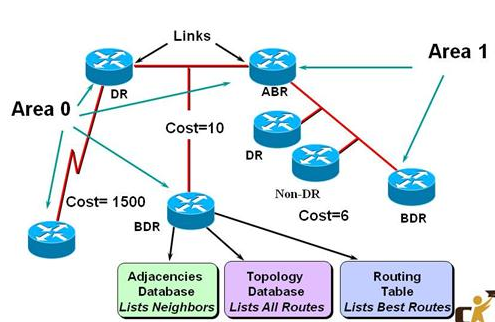 Links
Area 1
DR
ABR
Area 0
Cost=10
DR
Non-DR
Cost= 1500
Cost=6
BDR
BDR
Adjacencies
Database
Lists Neighbors
Topology
Database
Lists All Routes
Routing
Table
Lists Best Routes